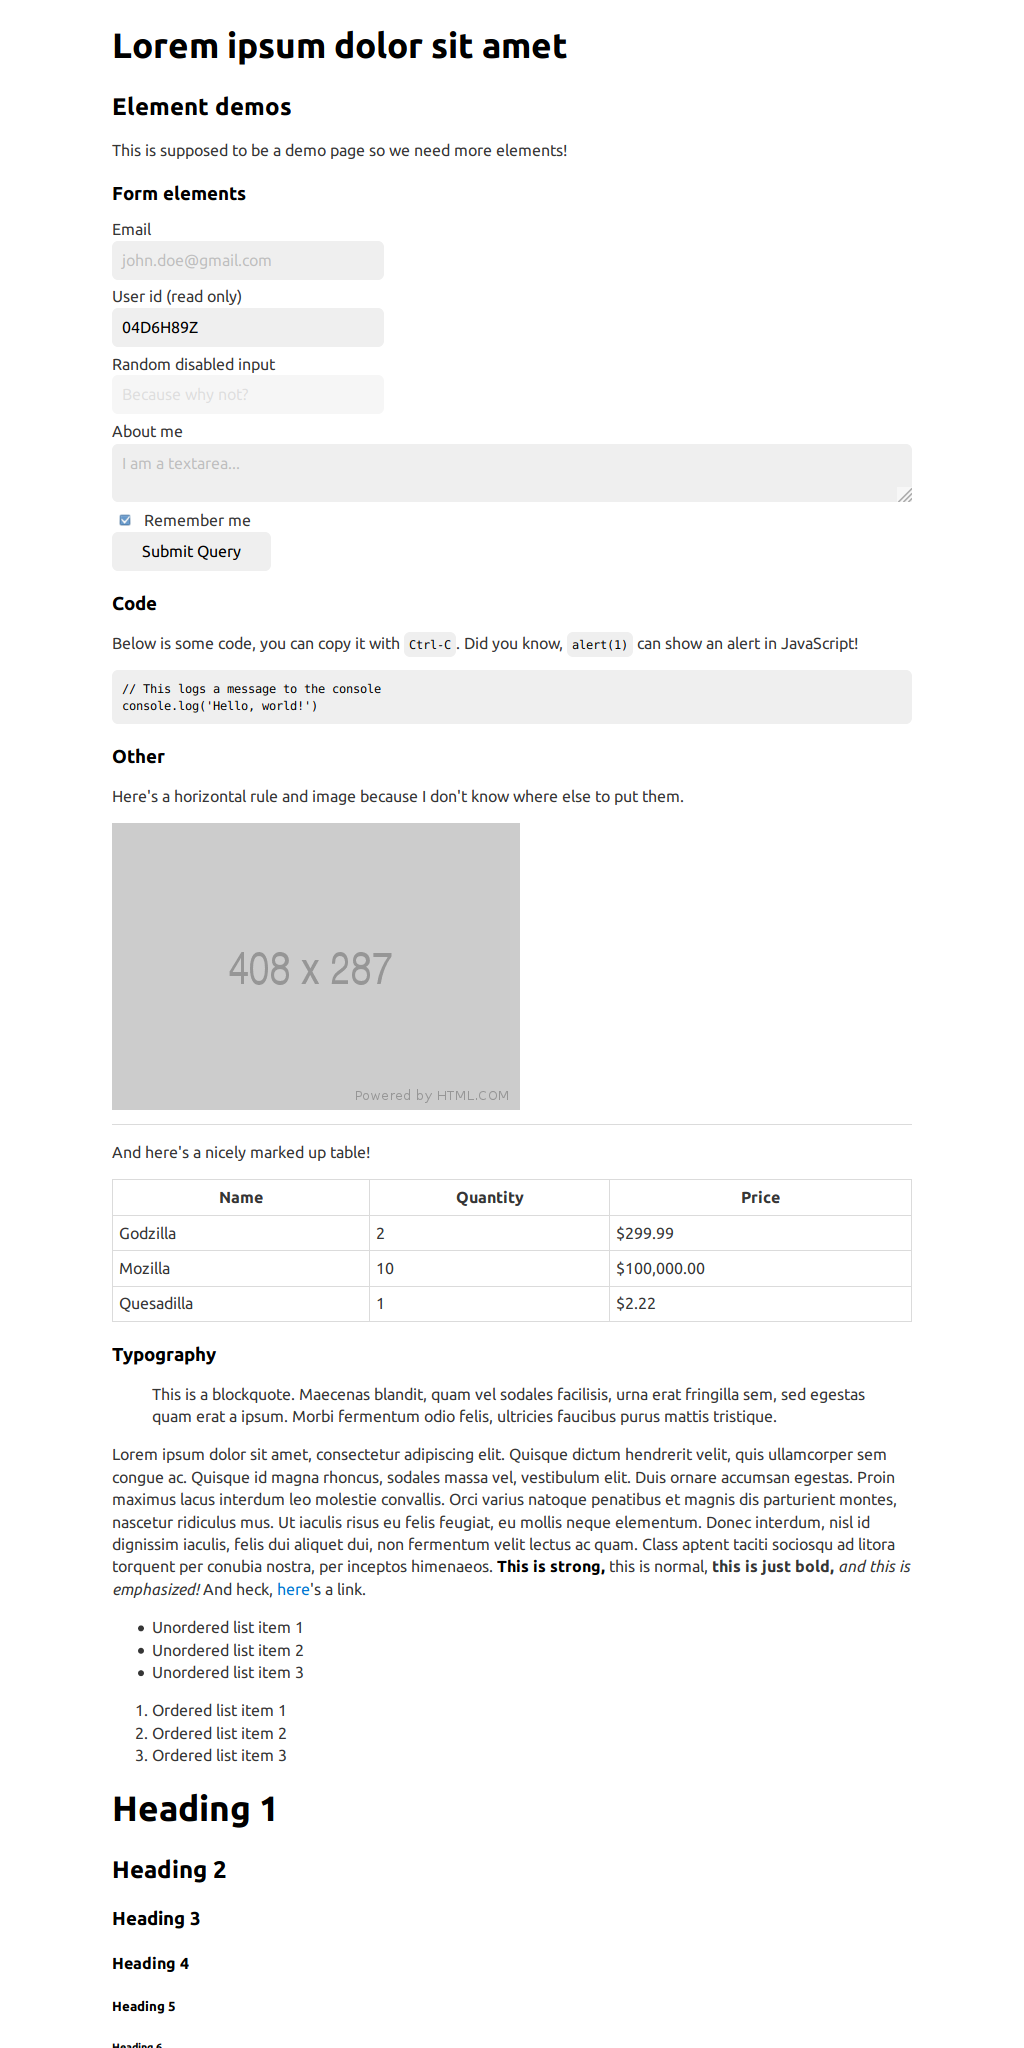 Lorem ipsum dolor sit amet
Element demos
This is supposed to be a demo page so we need more elements!
Form elements
Email
john.doe@gmail.com
User id (read only)
04D6H89Z
Random disabled input
Because why not?
About me
I am a textarea...
Remember me
Submit Query
Code
Below is some code, you can copy it with Ctrl-C. Did you know, alert(1) can show an alert in JavaScript!
// This logs a message to the console
console.log('Hello, world!')
Other
Here's a horizontal rule and image because I don't know where else to put them.
408 x 287
Powered by HTML.COM
And here's a nicely marked up table!
Name Quantity Price
Godzilla 2 $299.99
Mozilla 10 $100,000.00
Quesadilla 1 $2.22
Typography
This is a blockquote. Maecenas blandit, quam vel sodales facilisis, urna erat fringilla sem, sed egestas
quam erat a ipsum. Morbi fermentum odio felis, ultricies faucibus purus mattis tristique.
Lorem ipsum dolor sit amet, consectetur adipiscing elit. Quisque dictum hendrerit velit, quis ullamcorper sem
congue ac. Quisque id magna rhoncus, sodales massa vel, vestibulum elit. Duis ornare accumsan egestas. Proin
maximus lacus interdum leo molestie convallis. Orci varius natoque penatibus et magnis dis parturient montes,
nascetur ridiculus mus. Ut iaculis risus eu felis feugiat, eu mollis neque elementum. Donec interdum, nisl id
dignissim iaculis, felis dui aliquet dui, non fermentum velit lectus ac quam. Class aptent taciti sociosqu ad litora
torquent per conubia nostra, per inceptos himenaeos. This is strong, this is normal, this is just bold, and this is
emphasized! And heck, here's a link.
• Unordered list item 1
• Unordered list item 2
• Unordered list item 3
1. Ordered list item 1
2. Ordered list item 2
3. Ordered list item 3
Heading 1
Heading 2
Heading 3
Heading 4
Heading 5
Heading 6